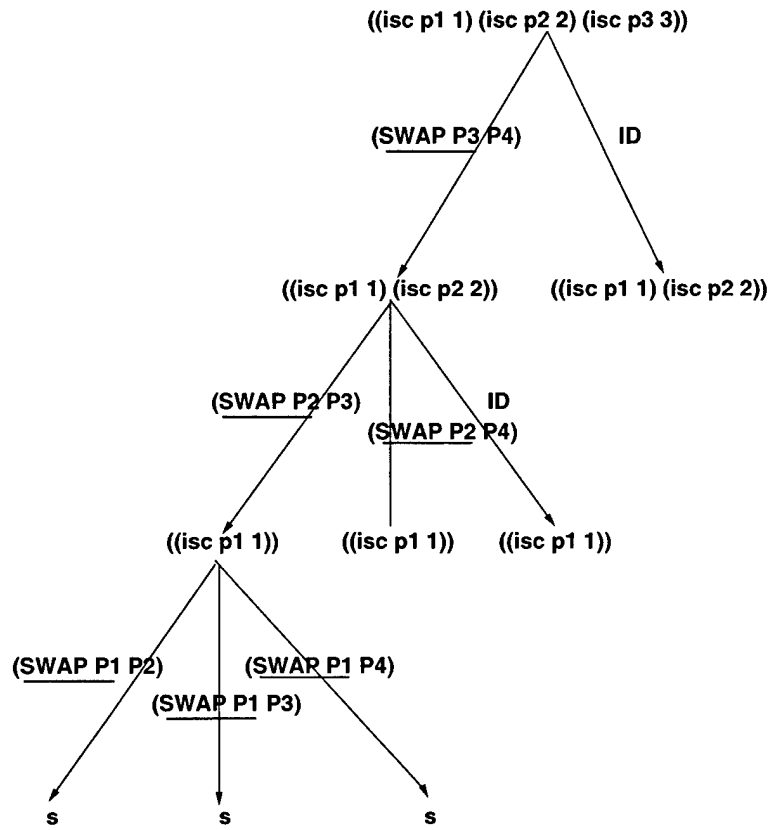 ((isc p1 1) (isc p2 2) (isc p3 3))
(SWAP P3 P4)
ID
((isc p1 1) (isc p2 2))
((isc p1 1) (isc p2 2))
(SWAP P2 P3)
ID
(SWAP P2 P4)
((isc p1 1))
((isc p1 1))
((isc p1 1))
(SWAP P1 P2)
(SWAP P1 P4)
(SWAP P1 P3)
s
s
s